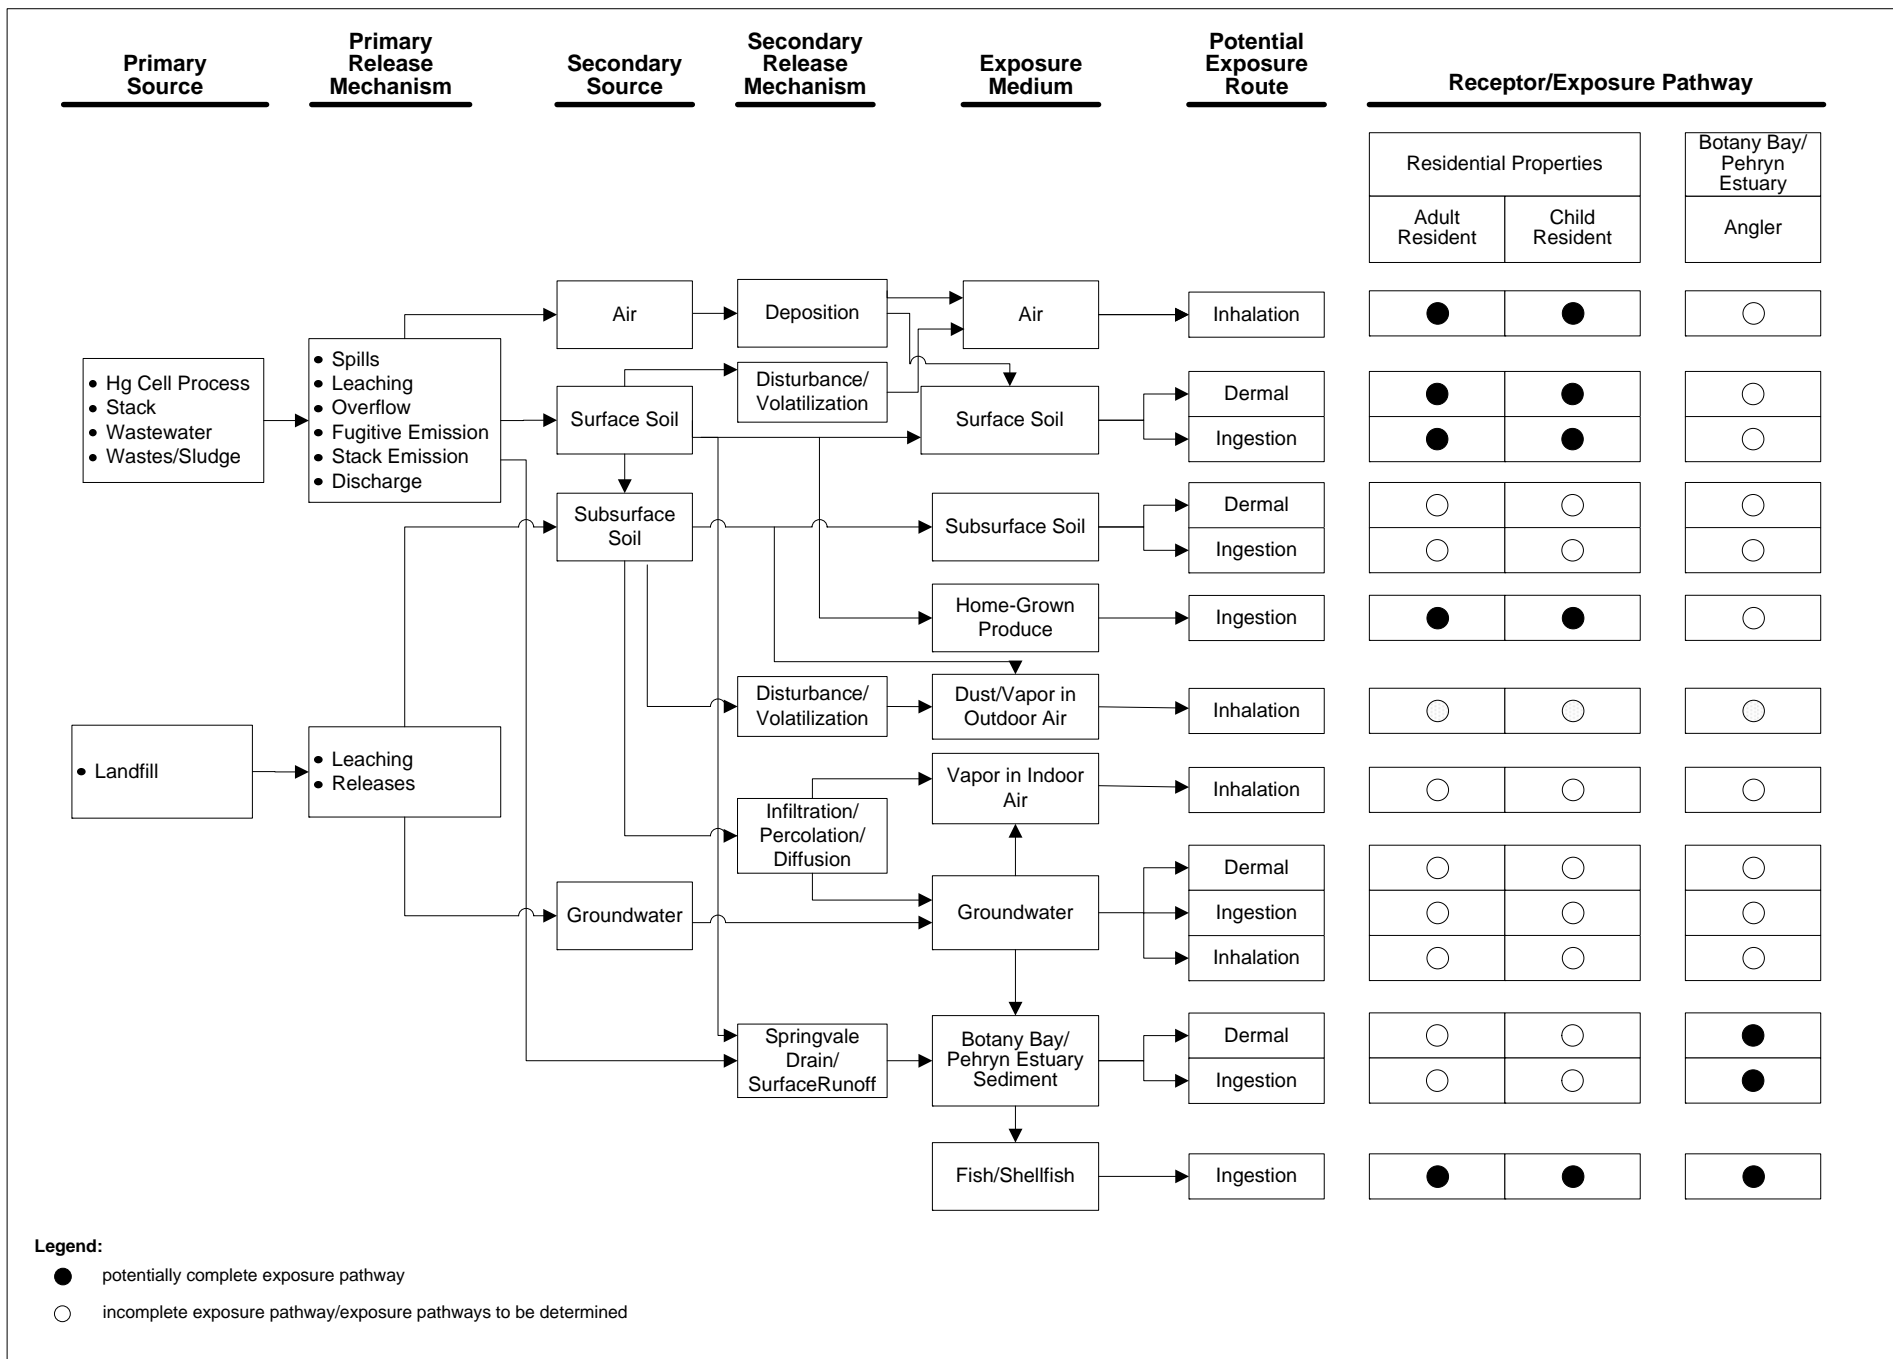 Primary
Source
Primary
Release
Mechanism
Secondary
Source
Secondary
Release
Mechanism
Exposure
Medium
Potential
Exposure
Route
Receptor/Exposure Pathway
Residential Properties
Botany Bay/
Pehryn
Estuary
Adult
Resident
Child
Resident
Angler
Air
Deposition
Air
Inhalation
• Hg Cell Process
• Stack
• Wastewater
• Wastes/Sludge
• Spills
• Leaching
• Overflow
• Fugitive Emission
• Stack Emission
• Discharge
Surface Soil
Disturbance/
Volatilization
Surface Soil
Dermal
Ingestion
Subsurface
Soil
Subsurface Soil
Dermal
Ingestion
Home-Grown
Produce
Ingestion
Disturbance/
Volatilization
Dust/Vapor in
Outdoor Air
Inhalation
• Landfill
• Leaching
• Releases
Vapor in Indoor
Air
Inhalation
Infiltration/
Percolation/
Diffusion
Groundwater
Groundwater
Dermal
Ingestion
Inhalation
Springvale
Drain/
SurfaceRunoff
Botany Bay/
Pehryn Estuary
Sediment
Dermal
Ingestion
Fish/Shellfish
Ingestion
Legend:
potentially complete exposure pathway
incomplete exposure pathway/exposure pathways to be determined